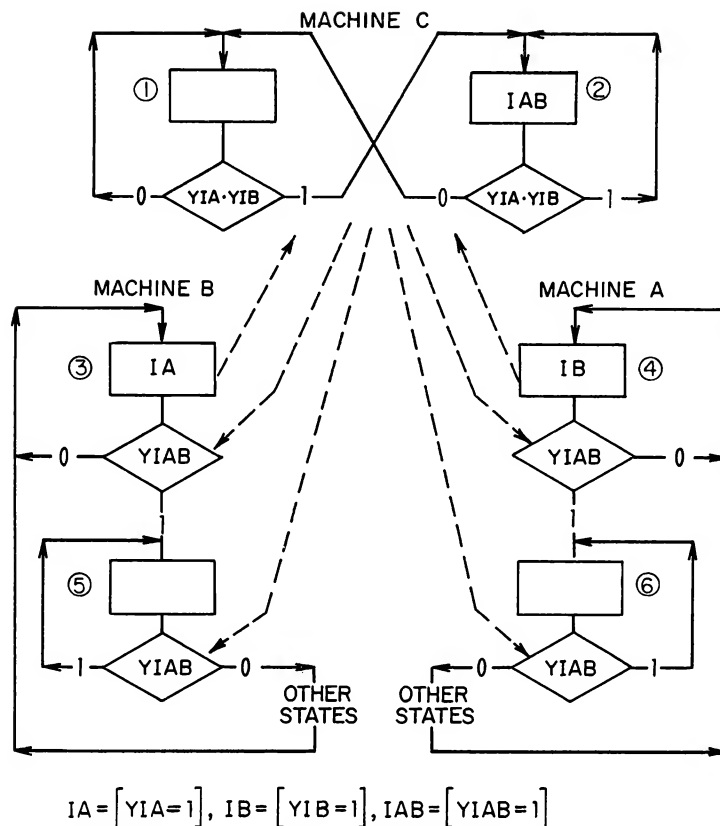 MACHINE C
① ②
IAB
0 YIA·YIB 1 0 YIA·YIB 1
MACHINE B MACHINE A
③ IA IB ④
0 YIAB YIAB 0
1 1
⑤ ⑥
1 YIAB 0 0 YIAB 1
OTHER STATES OTHER STATES
IA=[YIA=1], IB=[YIB=1], IAB=[YIAB=1]